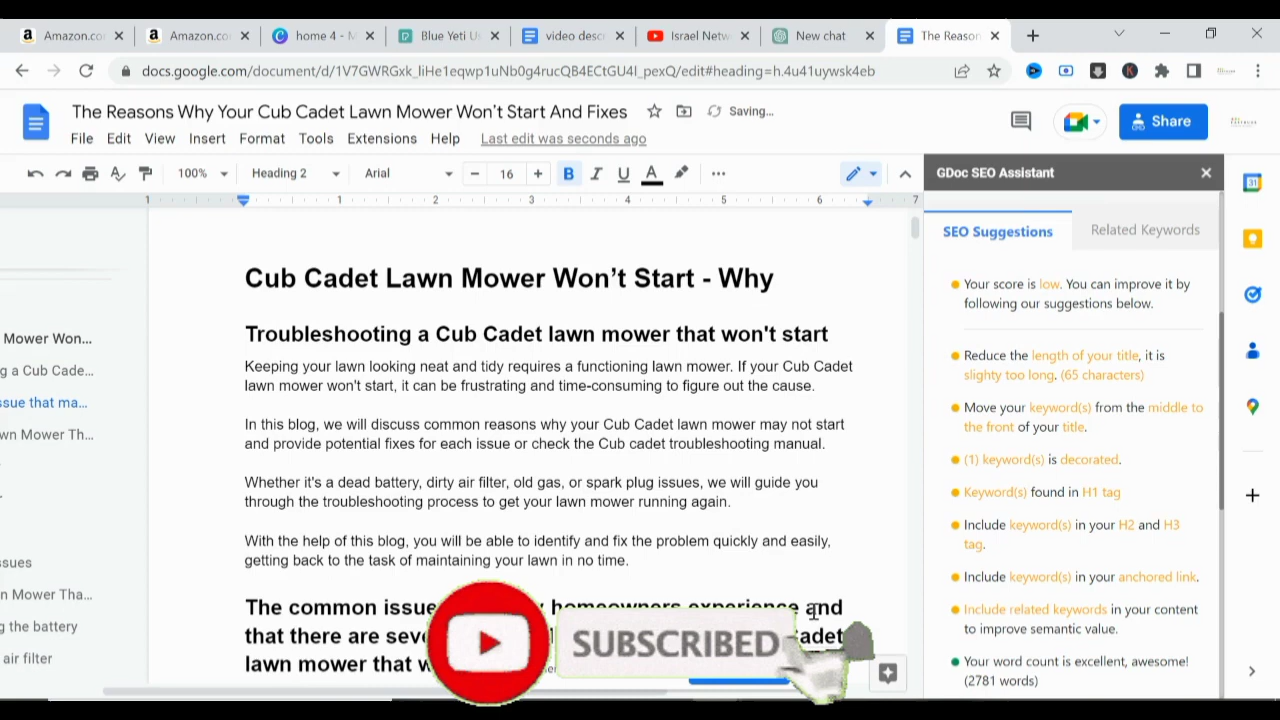 Amazon.co
Amazon.co
home 4 - M
Blue Yeti U
video descr
Israel Netw
New chat
The Reason
docs.google.com/document/d/1V7GWRGxk_liHe1eqwp1uNb0g4rucQB4ECtGU4I_pexQ/edit#heading=h.4u41uywsk4eb
The Reasons Why Your Cub Cadet Lawn Mower Won't Start And Fixes
Saving...
File Edit View Insert Format Tools Extensions Help Last edit was seconds ago
Share
100% Heading 2 Arial 16 B I U A
GDoc SEO Assistant
1 1 2 3 4 5 6 7
SEO Suggestions
Related Keywords
Mower Won...
g a Cub Cade...
ssue that ma...
wn Mower Th...
ssues
n Mower Tha...
ng the battery
air filter
Cub Cadet Lawn Mower Won't Start - Why
Troubleshooting a Cub Cadet lawn mower that won't start
Keeping your lawn looking neat and tidy requires a functioning lawn mower. If your Cub Cadet
lawn mower won't start, it can be frustrating and time-consuming to figure out the cause.
In this blog, we will discuss common reasons why your Cub Cadet lawn mower may not start
and provide potential fixes for each issue or check the Cub cadet troubleshooting manual.
Whether it's a dead battery, dirty air filter, old gas, or spark plug issues, we will guide you
through the troubleshooting process to get your lawn mower running again.
With the help of this blog, you will be able to identify and fix the problem quickly and easily,
getting back to the task of maintaining your lawn in no time.
The common issue homeowners experience and
that there are seve adet
lawn mower that w
SUBSCRIBED
Your score is low. You can improve it by
following our suggestions below.
Reduce the length of your title, it is
slighty too long. (65 characters)
Move your keyword(s) from the middle to
the front of your title.
(1) keyword(s) is decorated.
Keyword(s) found in H1 tag
Include keyword(s) in your H2 and H3
tag.
Include keyword(s) in your anchored link.
Include related keywords in your content
to improve semantic value.
Your word count is excellent, awesome!
(2781 words)